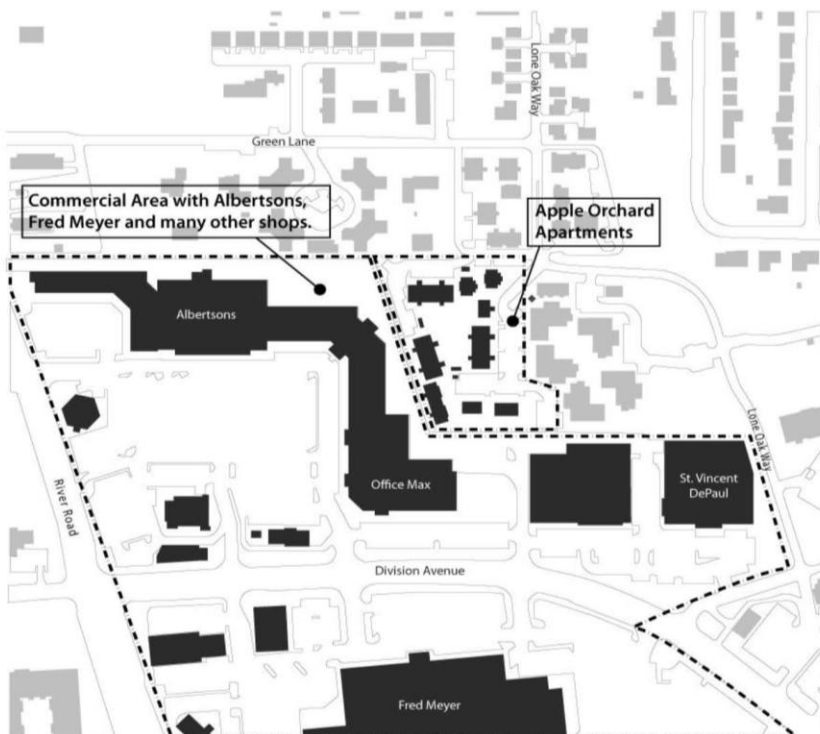 Lone Oak Way
Green Lane
Commercial Area with Albertsons,
Fred Meyer and many other shops.
Apple Orchard
Apartments
Albertsons
Lone Oak Way
River Road
Office Max
St. Vincent
DePaul
Division Avenue
Fred Meyer